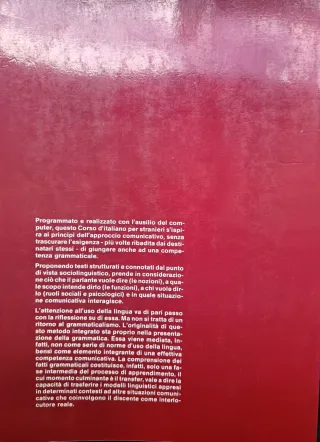 Programmato e realizzato con l'ausilio del com-
puter, questo Corso d'italiano per stranieri s'ispi-
ra ai principi dell'approccio comunicativo, senza
trascurare l'esigenza - più volte ribadita dai desti-
natari stessi - di giungere anche ad una compe-
tenza grammaticale.
Proponendo testi strutturati e connotati dal punto
di vista sociolinguistico, prende in considerazio-
ne ciò che il parlante vuole dire (le nozioni), a qua-
le scopo intende dirlo (le funzioni), a chi vuole dir-
lo (ruoli sociali e psicologici) e in quale situazio-
ne comunicativa interagisce.
L'attenzione all'uso della lingua va di pari passo
con la riflessione su di essa. Ma non si tratta di un
ritorno al grammaticalismo. L'originalità di que-
sto metodo integrato sta proprio nella presenta-
zione della grammatica. Essa viene mediata, in-
fatti, non come serie di norme d'uso della lingua,
bensì come elemento integrante di una effettiva
competenza comunicativa. La comprensione dei
fatti grammaticali costituisce, infatti, solo una fa-
se intermedia del processo di apprendimento, il
cui momento culminante è il transfer, vale a dire la
capacità di trasferire i modelli linguistici appresi
in determinati contesti ad altre situazioni comuni-
cative che coinvolgono il discente come interlo-
cutore reale.